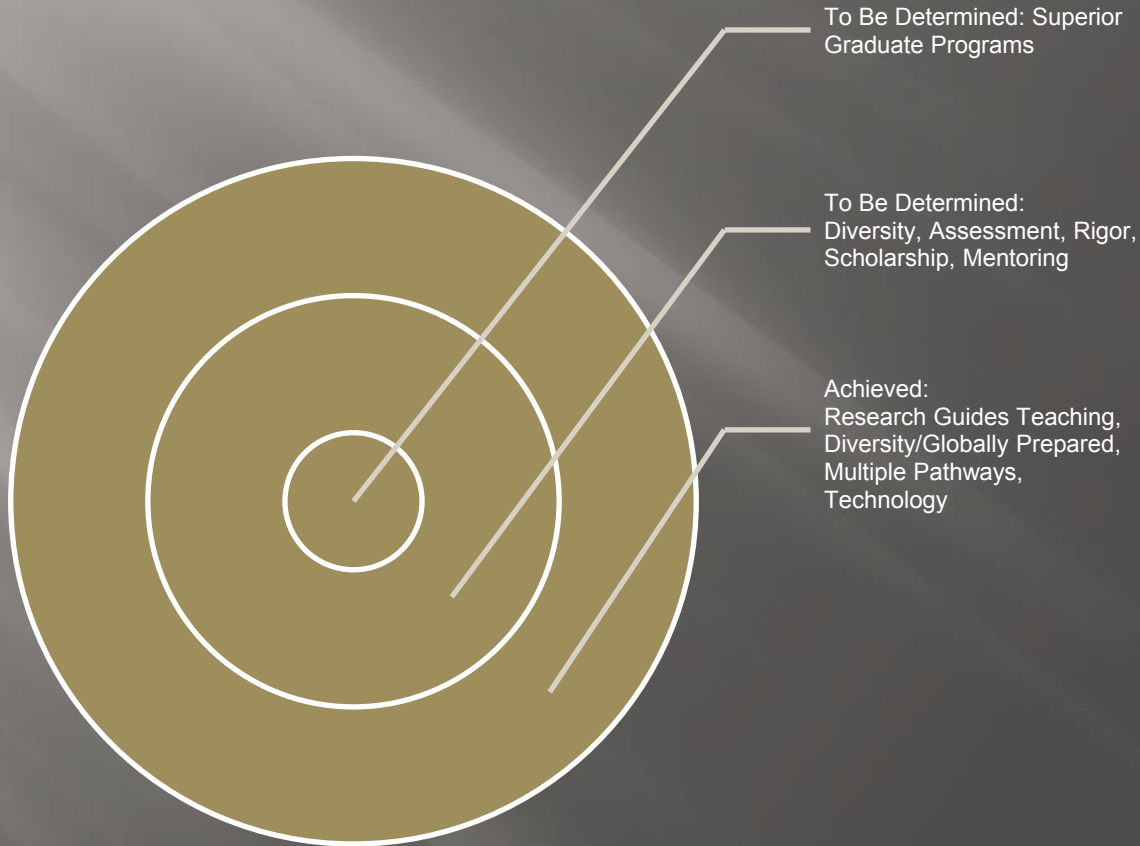 To Be Determined: Superior
Graduate Programs
To Be Determined:
Diversity, Assessment, Rigor,
Scholarship, Mentoring
Achieved:
Research Guides Teaching,
Diversity/Globally Prepared,
Multiple Pathways,
Technology